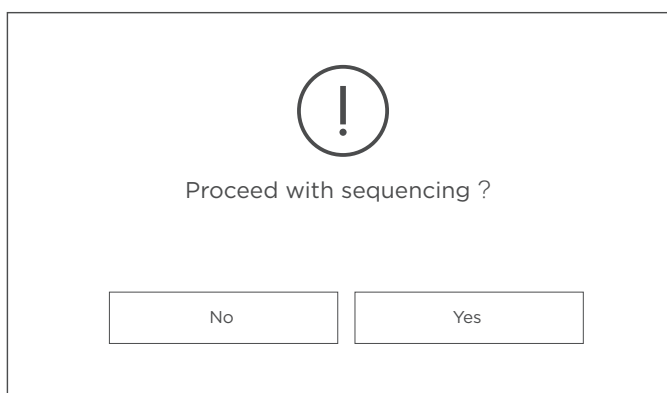 Proceed with sequencing ?
No
Yes